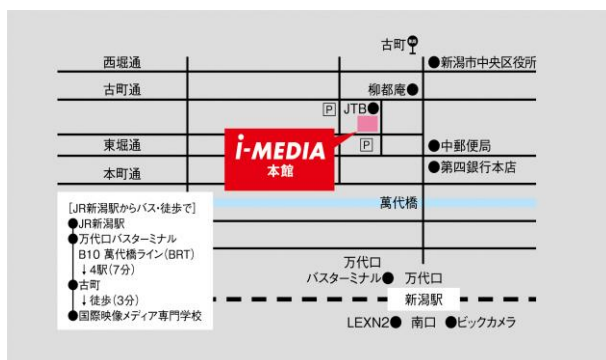 古町
西堀通
新潟市中央区役所
古町通
柳都庵
P
JTB
i-MEDIA
本館
東堀通
P
中郵便局
本町通
第四銀行本店
萬代橋
[JR新潟駅からバス・徒歩で]
JR新潟駅
万代口バスターミナル
B10 萬代橋ライン(BRT)
↓4駅(7分)
古町
↓徒歩(3分)
国際映像メディア専門学校
万代口
バスターミナル
万代口
新潟駅
LEXN2
南口
ビックカメラ